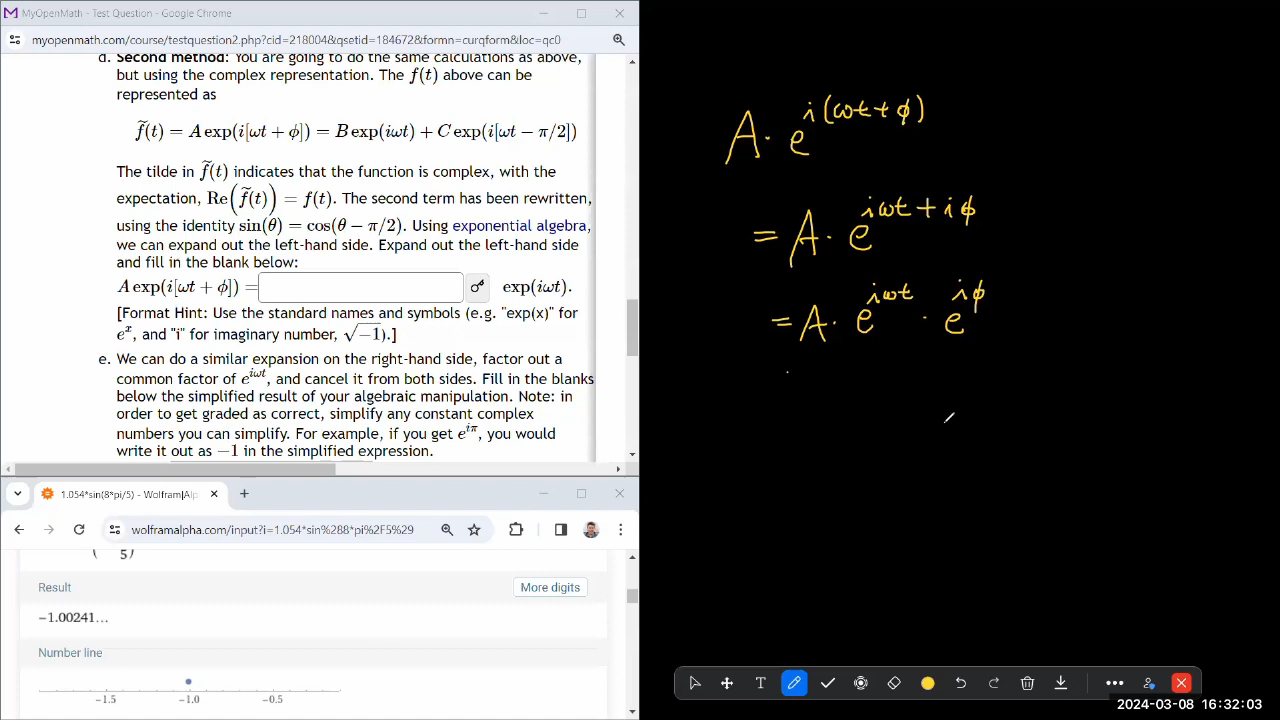 MyOpenMath - Test Question - Google Chrome
myopenmath.com/course/testquestion2.php?cid=218004&qsetid=184672&formn=curqform&loc=qc0
d. Second method: You are going to do the same calculations as above,
but using the complex representation. The f(t) above can be
represented as
f̃(t) = A exp(i[ωt + ϕ]) = B exp(iωt) + C exp(i[ωt − π/2])
The tilde in f̃(t) indicates that the function is complex, with the
expectation, Re(f̃(t)) = f(t). The second term has been rewritten,
using the identity sin(θ) = cos(θ − π/2). Using exponential algebra,
we can expand out the left-hand side. Expand out the left-hand side
and fill in the blank below:
A exp(i[ωt + ϕ]) = exp(iωt).
[Format Hint: Use the standard names and symbols (e.g. "exp(x)" for
e^x, and "i" for imaginary number, √−1).]
e. We can do a similar expansion on the right-hand side, factor out a
common factor of e^{iωt}, and cancel it from both sides. Fill in the blanks
below the simplified result of your algebraic manipulation. Note: in
order to get graded as correct, simplify any constant complex
numbers you can simplify. For example, if you get e^{iπ}, you would
write it out as −1 in the simplified expression.
1.054*sin(8*pi/5) - Wolfram|Alp
wolframalpha.com/input?i=1.054*sin%288*pi%2F5%29
( 5)
Result
More digits
−1.00241…
Number line
−1.5 −1.0 −0.5
A · e^{i(ωt+ϕ)}
= A · e^{iωt + iϕ}
= A · e^{iωt} · e^{iϕ}
T
2024-03-08 16:32:03